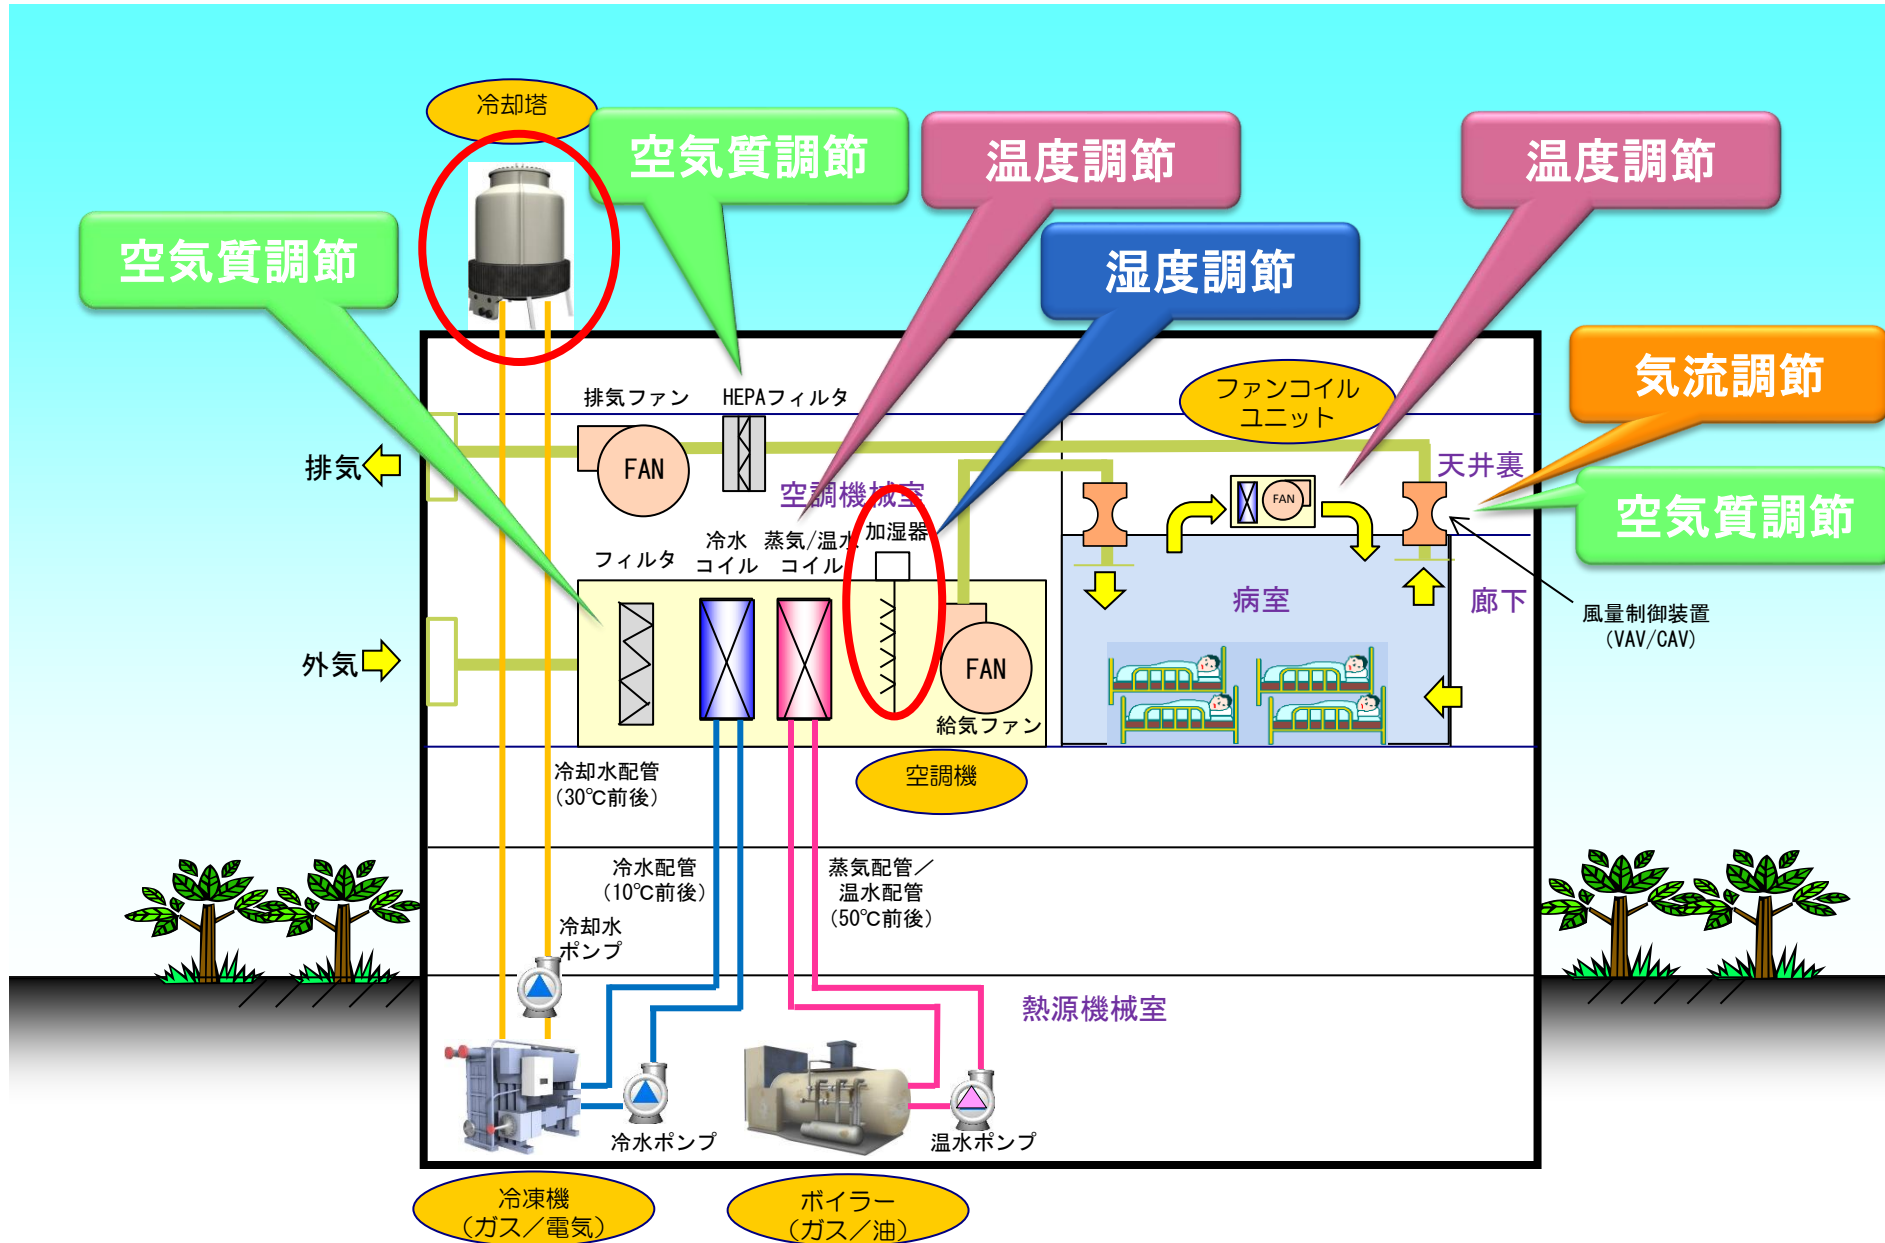 冷却塔
空気質調節
温度調節
温度調節
空気質調節
湿度調節
気流調節
空気質調節
排気ファン
HEPAフィルタ
ファンコイル
ユニット
排気
FAN
空調機械室
FAN
天井裏
フィルタ
冷水
コイル
蒸気/温水
コイル
加湿器
病室
廊下
風量制御装置
(VAV/CAV)
外気
FAN
給気ファン
空調機
冷却水配管
(30℃前後)
冷水配管
(10℃前後)
蒸気配管／
温水配管
(50℃前後)
冷却水
ポンプ
熱源機械室
冷水ポンプ
温水ポンプ
冷凍機
(ガス／電気)
ボイラー
(ガス／油)